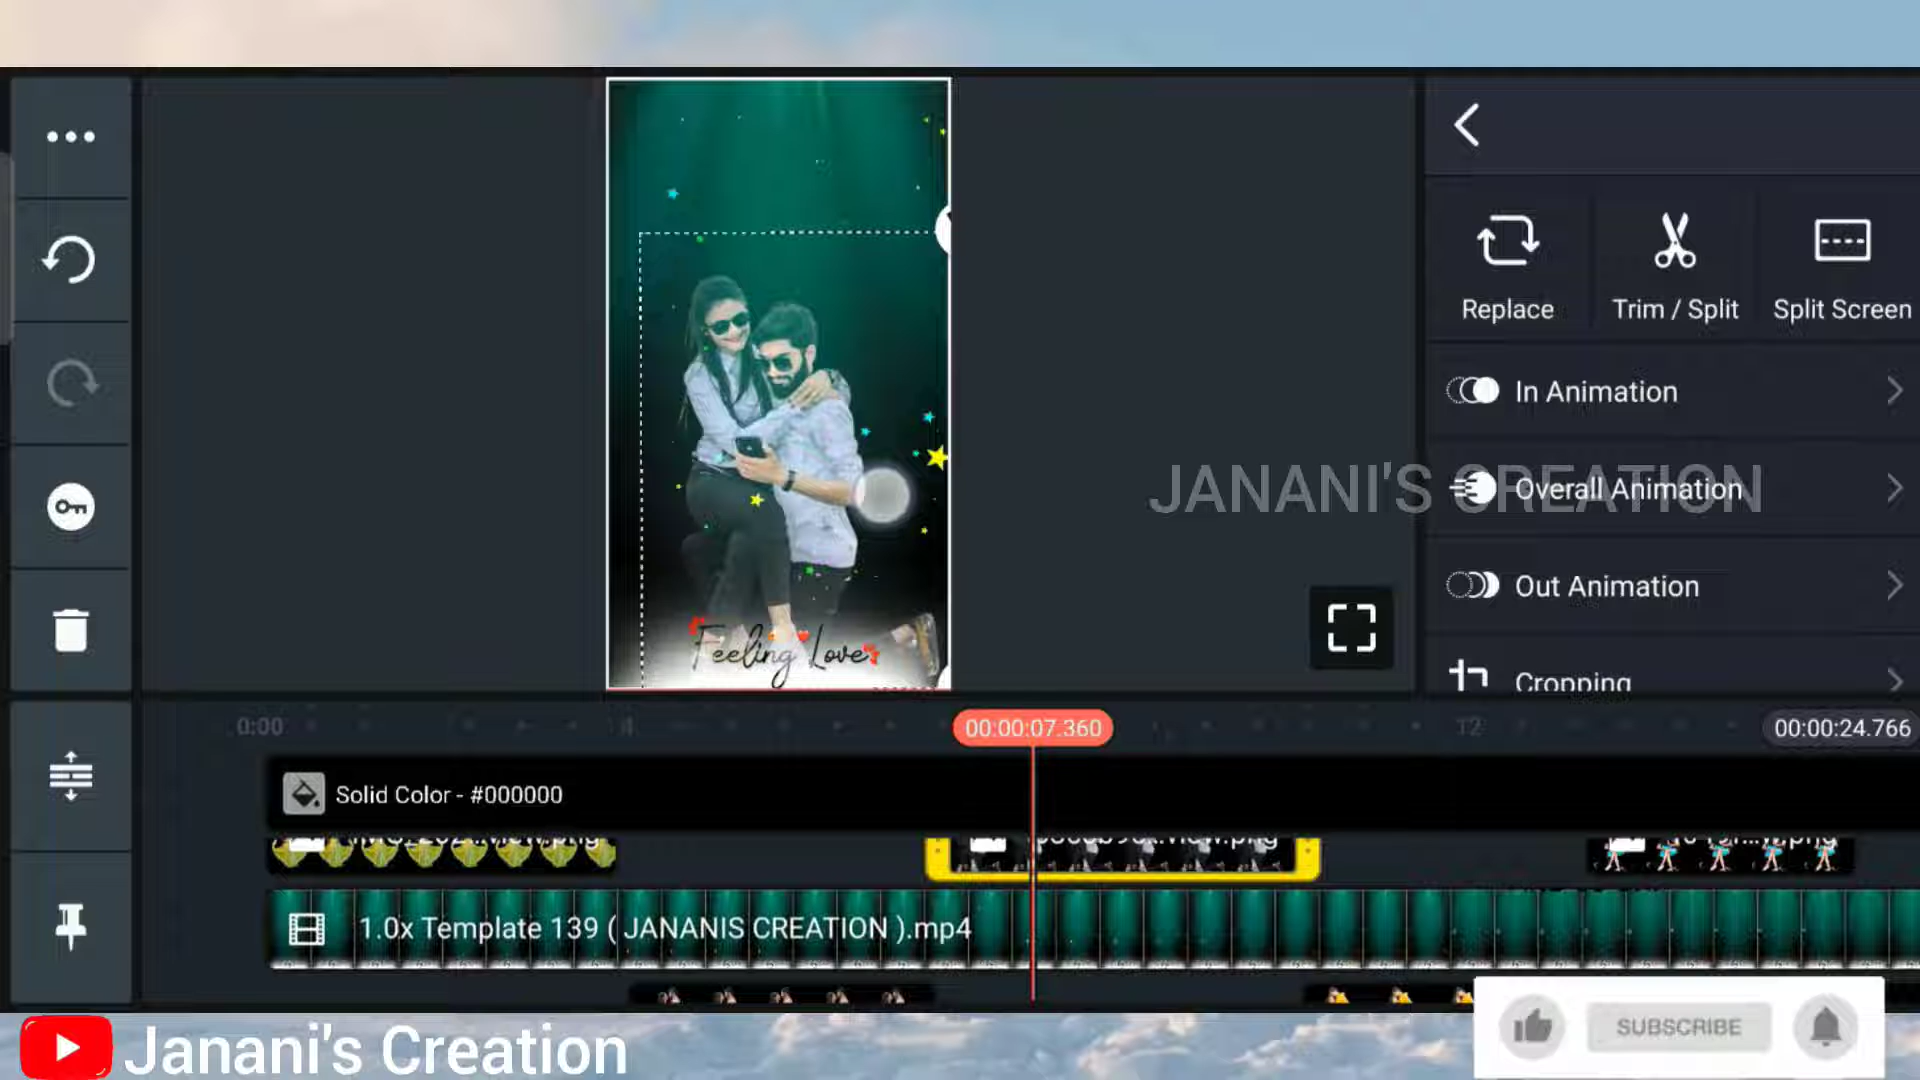 Replace
Trim / Split
Split Screen
In Animation
JANANI'S CREATION
Overall Animation
Out Animation
Cropping
Feeling Love
0:00
00:00:07.360
12
00:00:24.766
Solid Color - #000000
1.0x Template 139 ( JANANIS CREATION ).mp4
SUBSCRIBE
Janani's Creation